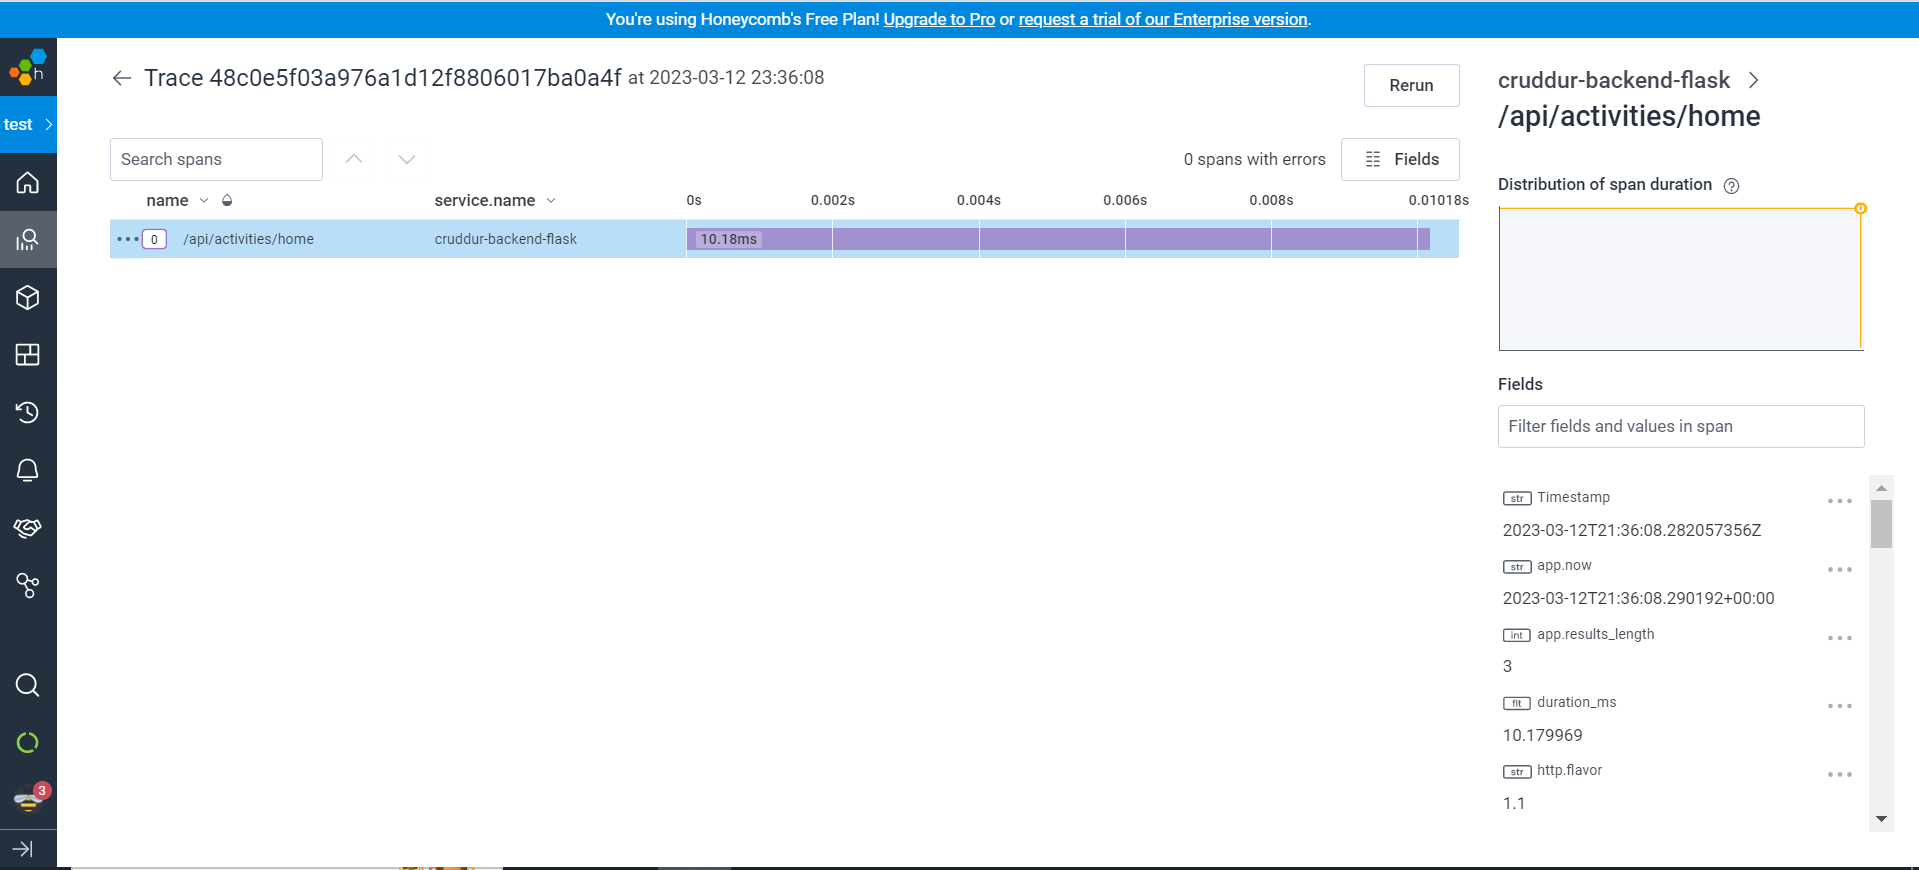 You're using Honeycomb's Free Plan! Upgrade to Pro or request a trial of our Enterprise version.
h
test
Trace 48c0e5f03a976a1d12f8806017ba0a4f at 2023-03-12 23:36:08
Rerun
Search spans
0 spans with errors
Fields
name
service.name
0s
0.002s
0.004s
0.006s
0.008s
0.01018s
0
/api/activities/home
cruddur-backend-flask
10.18ms
3
cruddur-backend-flask
/api/activities/home
Distribution of span duration
?
Fields
Filter fields and values in span
str Timestamp
2023-03-12T21:36:08.282057356Z
str app.now
2023-03-12T21:36:08.290192+00:00
int app.results_length
3
flt duration_ms
10.179969
str http.flavor
1.1